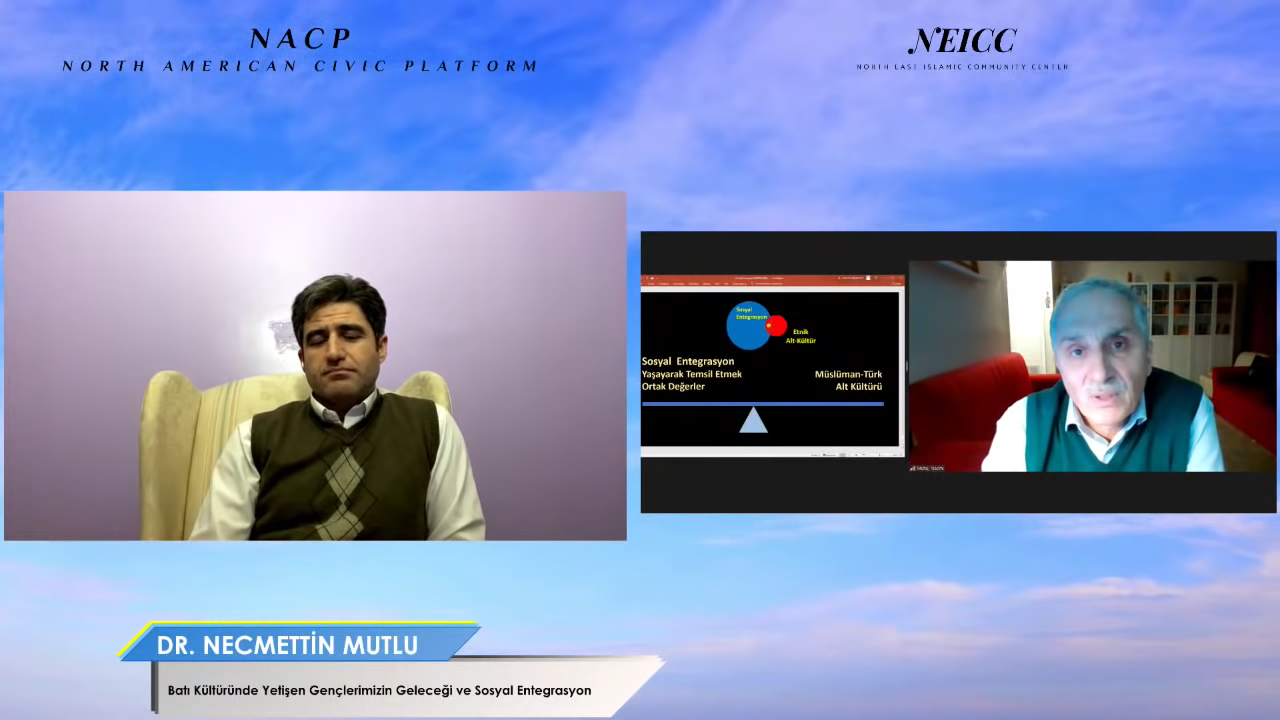 NACP
NORTH AMERICAN CIVIC PLATFORM
NEICC
NORTH EAST ISLAMIC COMMUNITY CENTER
Sosyal
Entegrasyon
Etnik
Alt-Kültür
Sosyal Entegrasyon
Yaşayarak Temsil Etmek
Ortak Değerler
Müslüman-Türk
Alt Kültürü
DR. NECMETTİN MUTLU
Batı Kültüründe Yetişen Gençlerimizin Geleceği ve Sosyal Entegrasyon